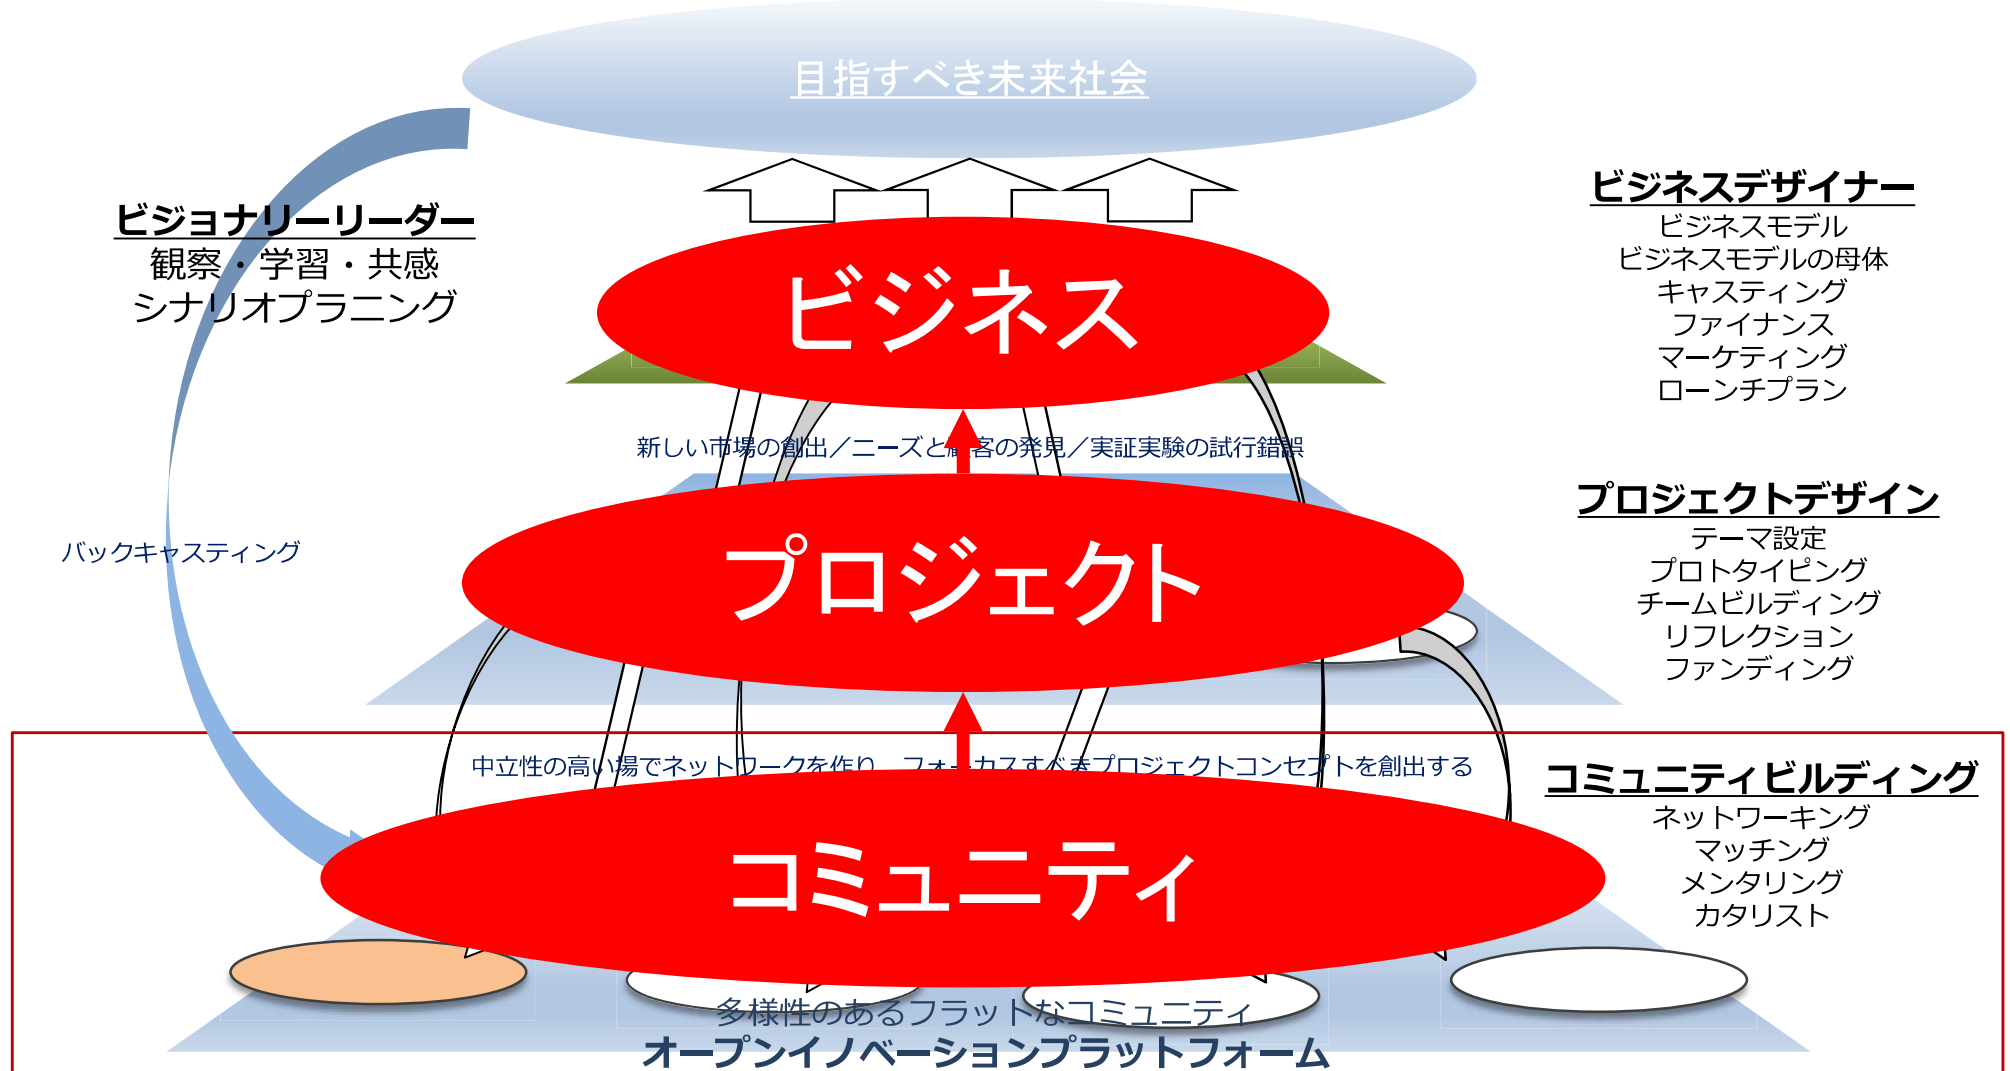 目指すべき未来社会
ビジョナリーリーダー
観察・学習・共感
シナリオプラニング
ビジネスデザイナー
ビジネスモデル
ビジネスモデルの母体
キャスティング
ファイナンス
マーケティング
ローンチプラン
ビジネス
新しい市場の創出／ニーズと顧客の発見／実証実験の試行錯誤
プロジェクトデザイン
テーマ設定
プロトタイピング
チームビルディング
リフレクション
ファンディング
プロジェクト
バックキャスティング
中立性の高い場でネットワークを作り、フォーカスすべきプロジェクトコンセプトを創出する
コミュニティビルディング
ネットワーキング
マッチング
メンタリング
カタリスト
コミュニティ
多様性のあるフラットなコミュニティ
オープンイノベーションプラットフォーム